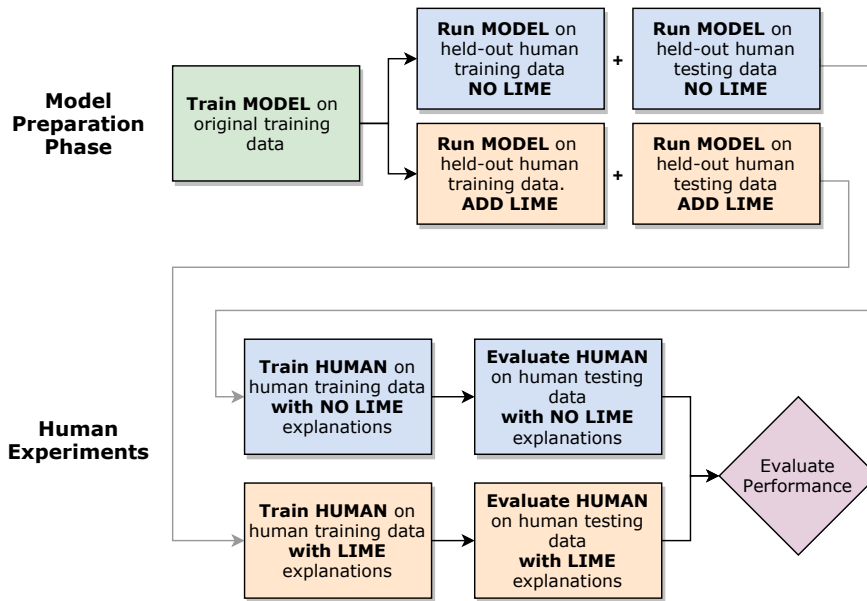 Model
Preparation
Phase
Train MODEL on
original training
data
Run MODEL on
held-out human
training data
NO LIME
+
Run MODEL on
held-out human
testing data
NO LIME
Run MODEL on
held-out human
training data.
ADD LIME
+
Run MODEL on
held-out human
testing data
ADD LIME
Human
Experiments
Train HUMAN on
human training data
with NO LIME
explanations
Evaluate HUMAN
on human testing
data
with NO LIME
explanations
Train HUMAN on
human training data
with LIME
explanations
Evaluate HUMAN
on human testing
data
with LIME
explanations
Evaluate
Performance